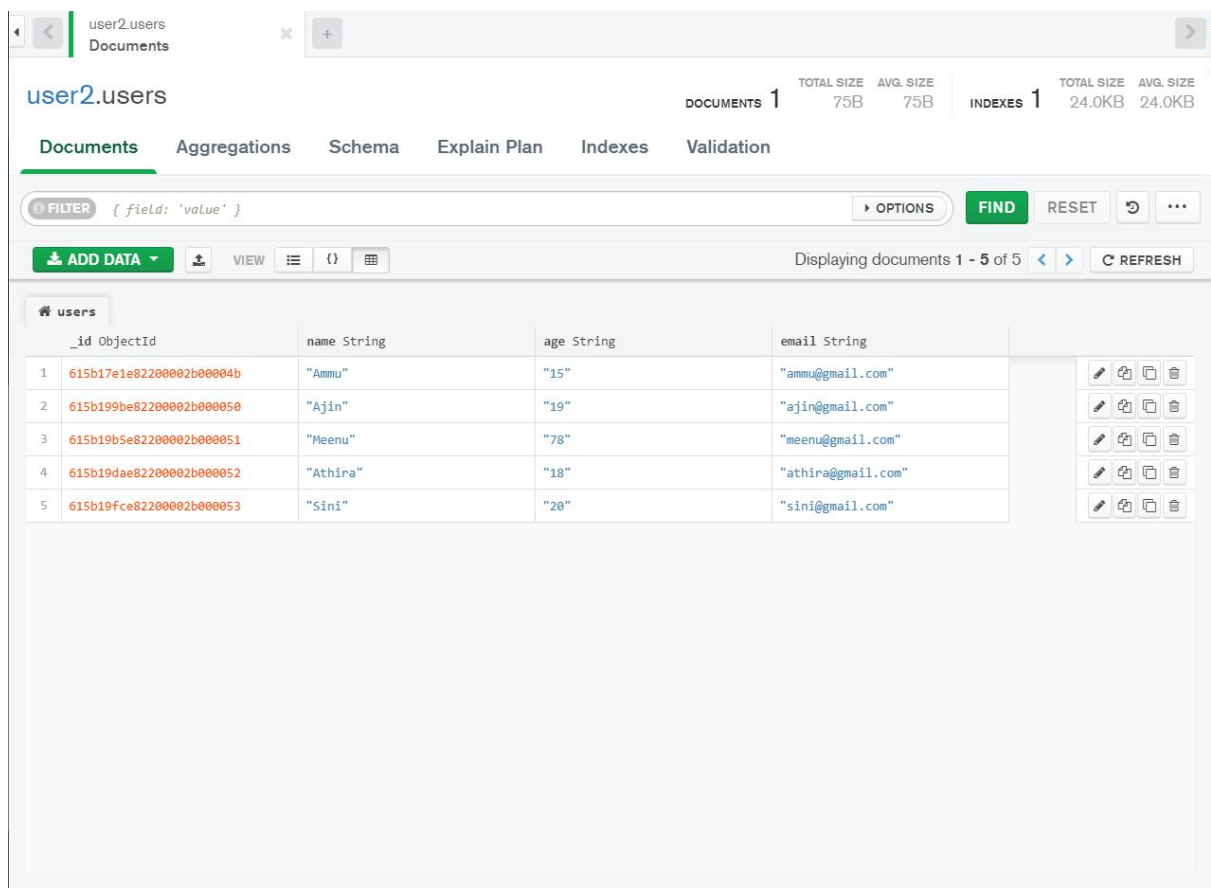 user2.users
Documents
user2.users
DOCUMENTS 1 TOTAL SIZE 75B AVG. SIZE 75B INDEXES 1 TOTAL SIZE 24.0KB AVG. SIZE 24.0KB
Documents Aggregations Schema Explain Plan Indexes Validation
FILTER { field: 'value' } OPTIONS FIND RESET ...
ADD DATA VIEW {} Displaying documents 1 - 5 of 5 < > REFRESH
users
_id ObjectId name String age String email String
1 615b17e1e82200002b00004b "Ammu" "15" "ammu@gmail.com"
2 615b199be82200002b000050 "Ajin" "19" "ajin@gmail.com"
3 615b19b5e82200002b000051 "Meenu" "78" "meenu@gmail.com"
4 615b19dae82200002b000052 "Athira" "18" "athira@gmail.com"
5 615b19fce82200002b000053 "Sini" "20" "sini@gmail.com"